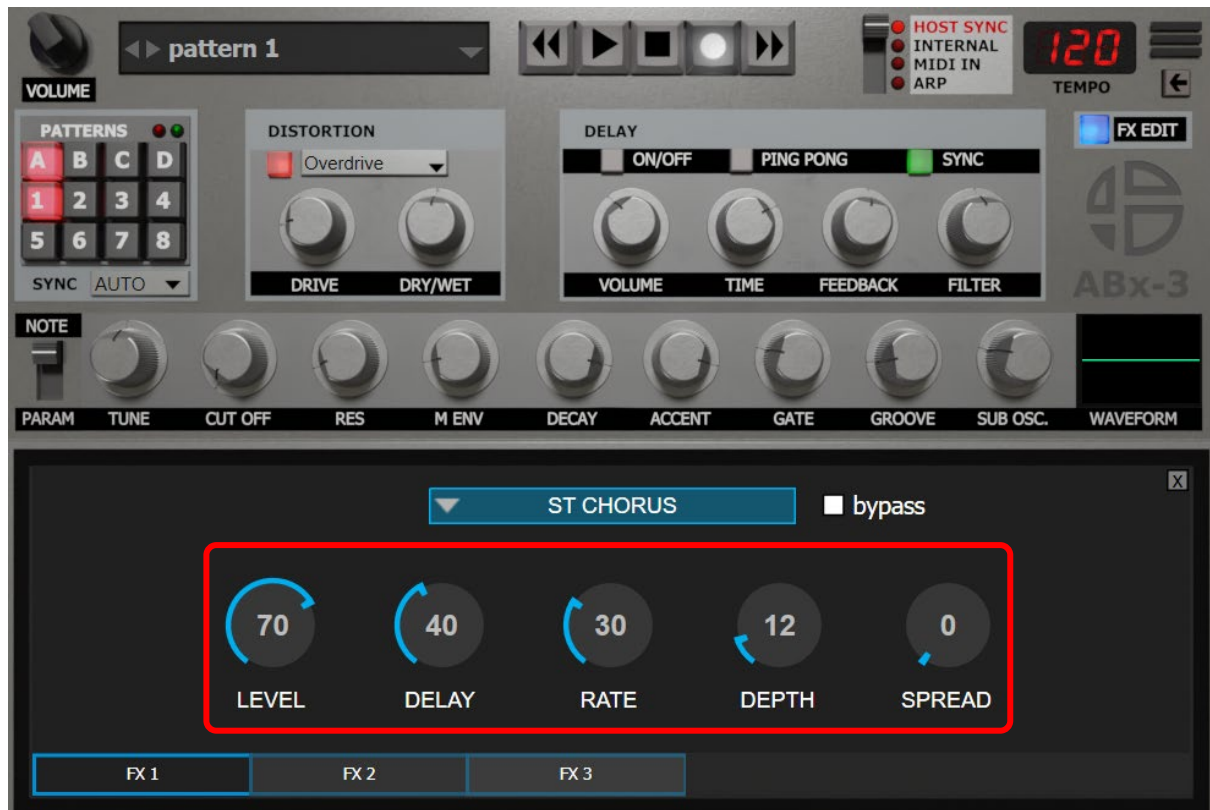 VOLUME
pattern 1
HOST SYNC
INTERNAL
MIDI IN
ARP
120
TEMPO
PATTERNS
A B C D
1 2 3 4
5 6 7 8
SYNC AUTO
DISTORTION
Overdrive
DRIVE DRY/WET
DELAY
ON/OFF PING PONG SYNC
VOLUME TIME FEEDBACK FILTER
FX EDIT
ABx-3
NOTE
PARAM TUNE CUT OFF RES M ENV DECAY ACCENT GATE GROOVE SUB OSC. WAVEFORM
X
ST CHORUS bypass
70 40 30 12 0
LEVEL DELAY RATE DEPTH SPREAD
FX 1 FX 2 FX 3